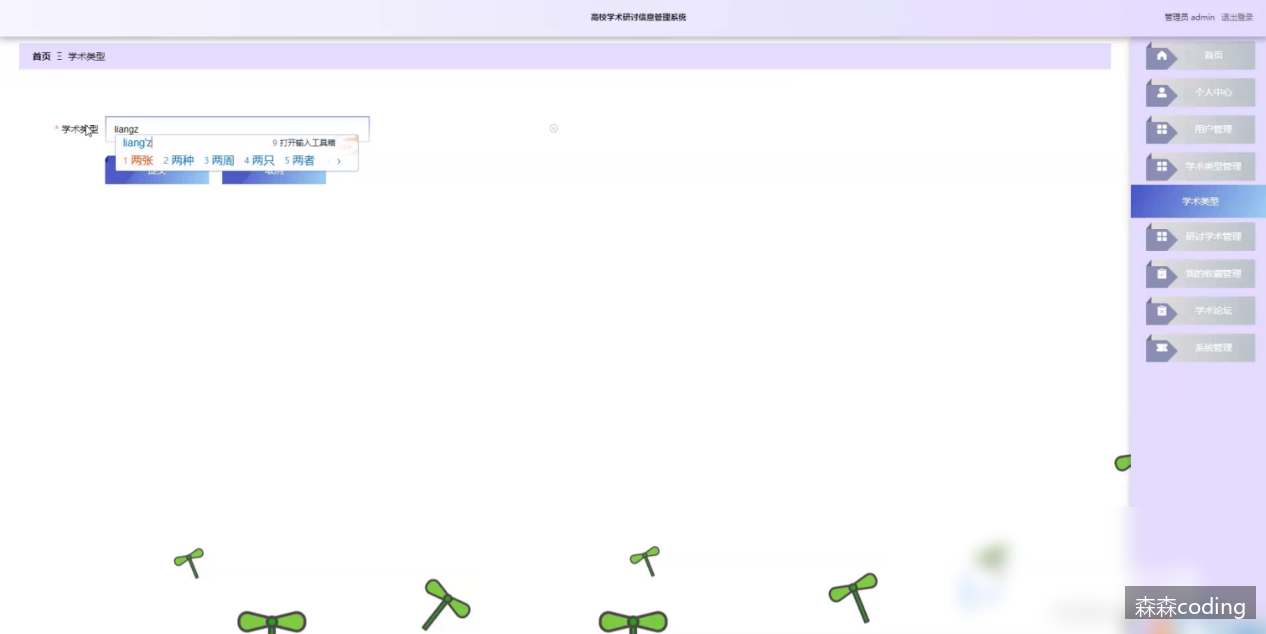 高校学术研讨信息管理系统
管理员 admin 退出登录
首页 Ξ 学术类型
* 学术类型 liangz
liang'z 9 打开输入工具箱
1 两张 2 两种 3 两周 4 两只 5 两者
取消
首页
个人中心
用户管理
学术类型管理
学术类型
研讨学术管理
我的收藏管理
学术论坛
系统管理
森森coding